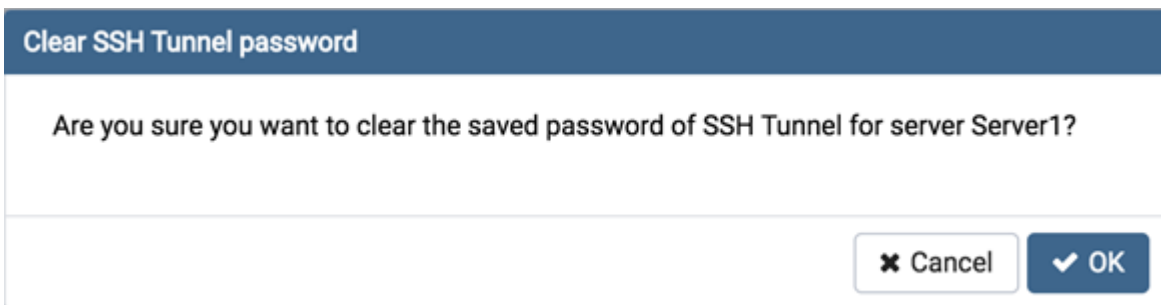 Clear SSH Tunnel password
Are you sure you want to clear the saved password of SSH Tunnel for server Server1?
Cancel
OK